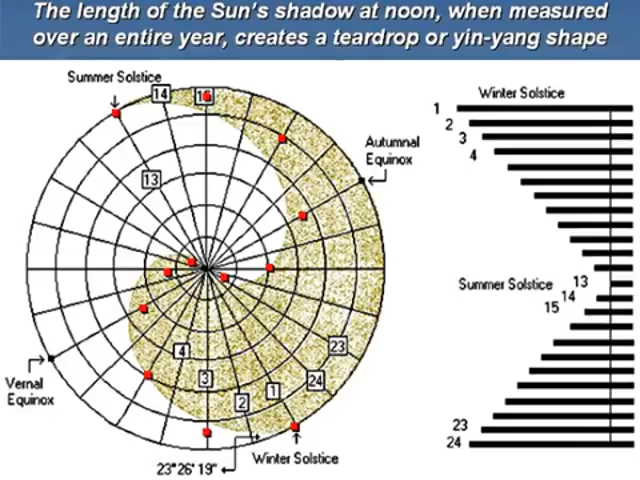 The length of the Sun's shadow at noon, when measured
over an entire year, creates a teardrop or yin-yang shape
Summer Solstice
14
15
13
Autumnal
Equinox
4
3
2
1
23
24
Vernal
Equinox
23°26' 19"
Winter Solstice
Winter Solstice
1
2
3
4
Summer Solstice
13
14
15
23
24